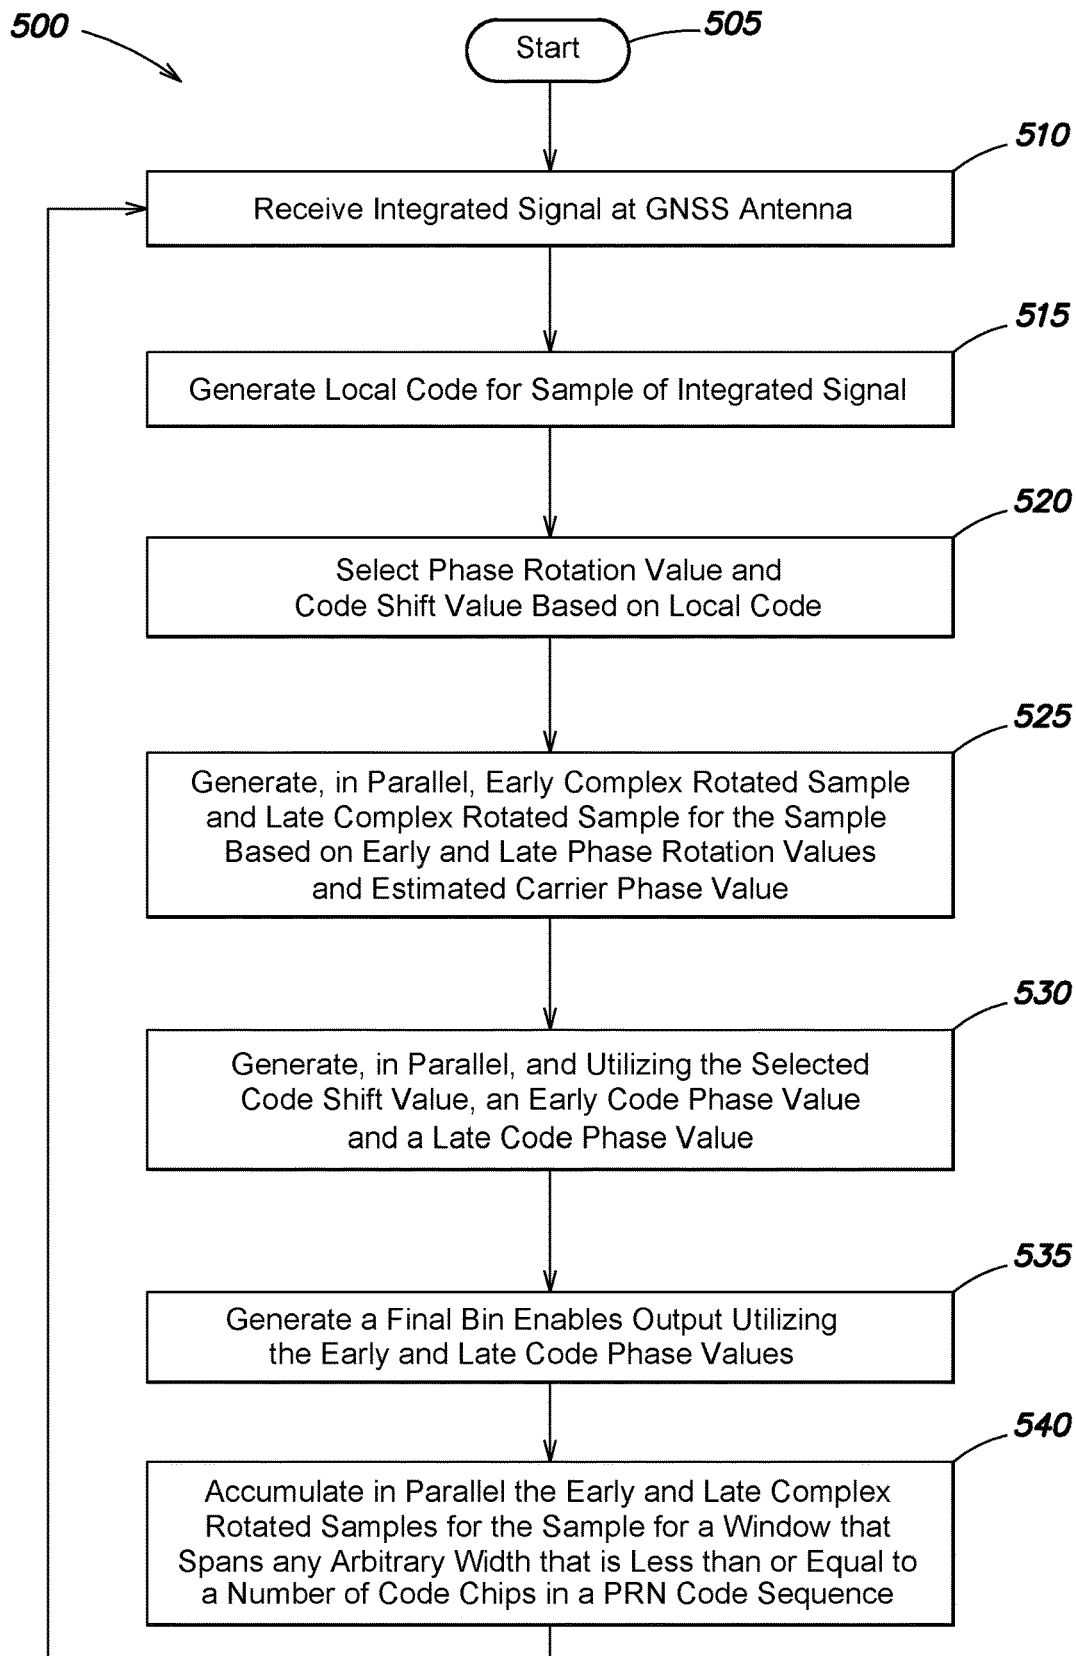 500
Start
505
510
Receive Integrated Signal at GNSS Antenna
515
Generate Local Code for Sample of Integrated Signal
520
Select Phase Rotation Value and
Code Shift Value Based on Local Code
525
Generate, in Parallel, Early Complex Rotated Sample
and Late Complex Rotated Sample for the Sample
Based on Early and Late Phase Rotation Values
and Estimated Carrier Phase Value
530
Generate, in Parallel, and Utilizing the Selected
Code Shift Value, an Early Code Phase Value
and a Late Code Phase Value
535
Generate a Final Bin Enables Output Utilizing
the Early and Late Code Phase Values
540
Accumulate in Parallel the Early and Late Complex
Rotated Samples for the Sample for a Window that
Spans any Arbitrary Width that is Less than or Equal to
a Number of Code Chips in a PRN Code Sequence